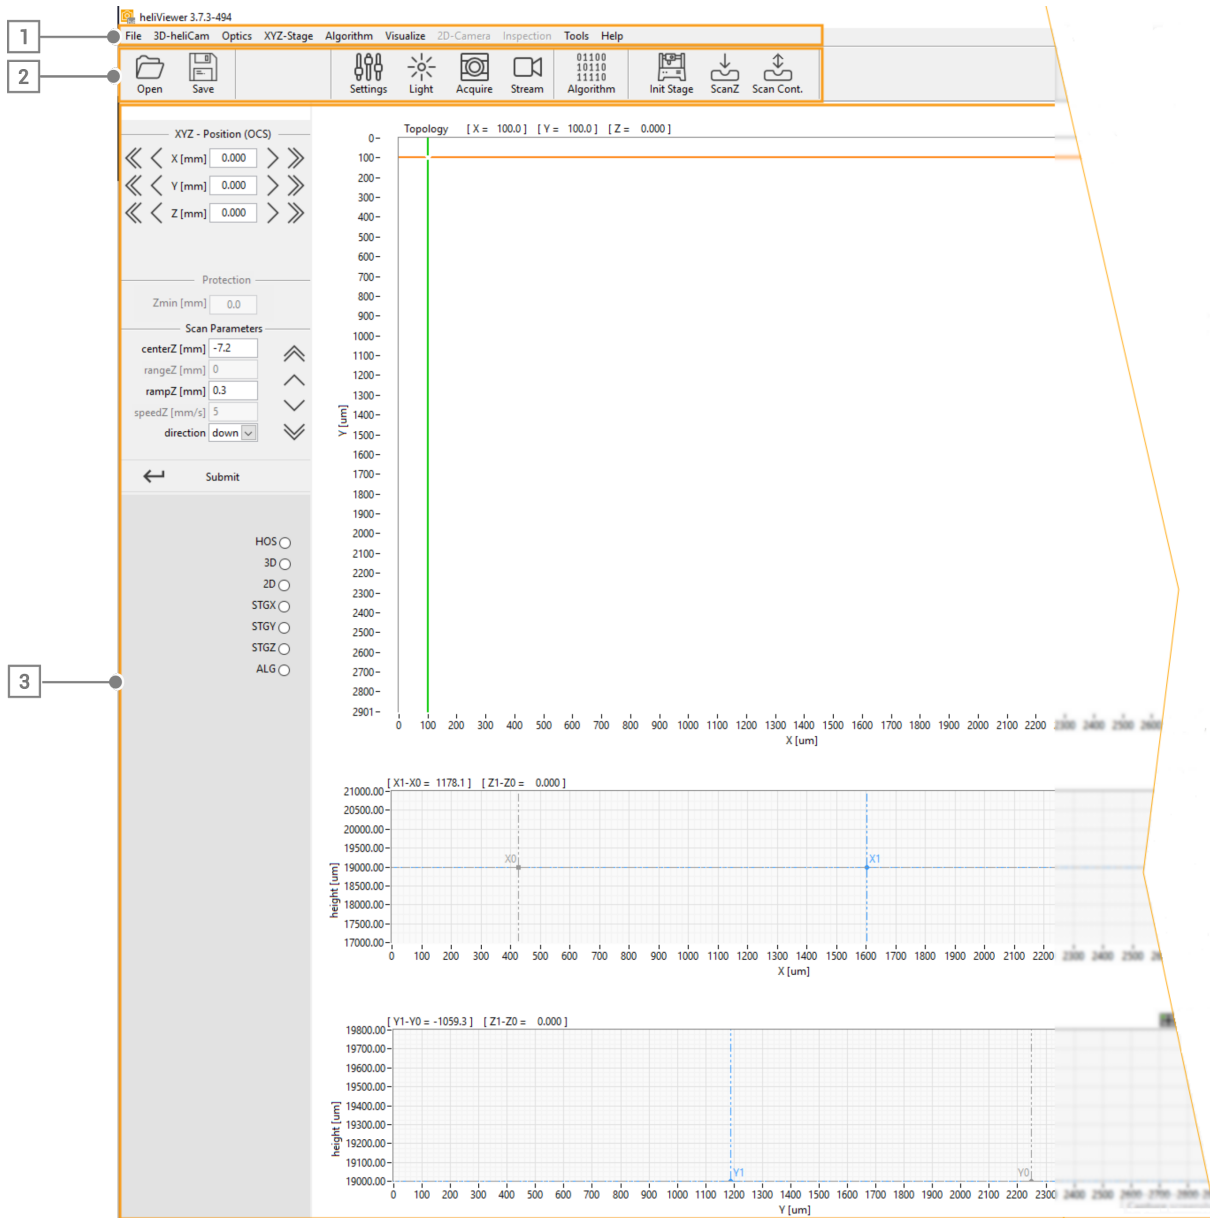 heliViewer 3.7.3-494
1
File 3D-heliCam Optics XYZ-Stage Algorithm Visualize 2D-Camera Inspection Tools Help
2
01100
10110
11110
Open Save Settings Light Acquire Stream Algorithm Init Stage ScanZ Scan Cont.
XYZ - Position (OCS)
X [mm] 0.000
Y [mm] 0.000
Z [mm] 0.000
Protection
Zmin [mm] 0.0
Scan Parameters
centerZ [mm] -7.2
rangeZ [mm] 0
rampZ [mm] 0.3
speedZ [mm/s] 5
direction down
Submit
HOS
3D
2D
STGX
STGY
STGZ
ALG
3
Topology [ X = 100.0 ] [ Y = 100.0 ] [ Z = 0.000 ]
0
100
200
300
400
500
600
700
800
900
1000
1100
1200
1300
1400
1500
1600
1700
1800
1900
2000
2100
2200
2300
2400
2500
2600
2700
2800
2901
Y [um]
0 100 200 300 400 500 600 700 800 900 1000 1100 1200 1300 1400 1500 1600 1700 1800 1900 2000 2100 2200 2300 2400 2500 2600
X [um]
[ X1-X0 = 1178.1 ] [ Z1-Z0 = 0.000 ]
21000.00
20500.00
20000.00
19500.00
19000.00
18500.00
18000.00
17500.00
17000.00
height [um]
X0 X1
0 100 200 300 400 500 600 700 800 900 1000 1100 1200 1300 1400 1500 1600 1700 1800 1900 2000 2100 2200 2300 2400 2500
X [um]
[ Y1-Y0 = -1059.3 ] [ Z1-Z0 = 0.000 ]
19800.00
19700.00
19600.00
19500.00
19400.00
19300.00
19200.00
19100.00
19000.00
height [um]
Y1 Y0
0 100 200 300 400 500 600 700 800 900 1000 1100 1200 1300 1400 1500 1600 1700 1800 1900 2000 2100 2200 2300 2400 2500 2600 2700 2800
Y [um]